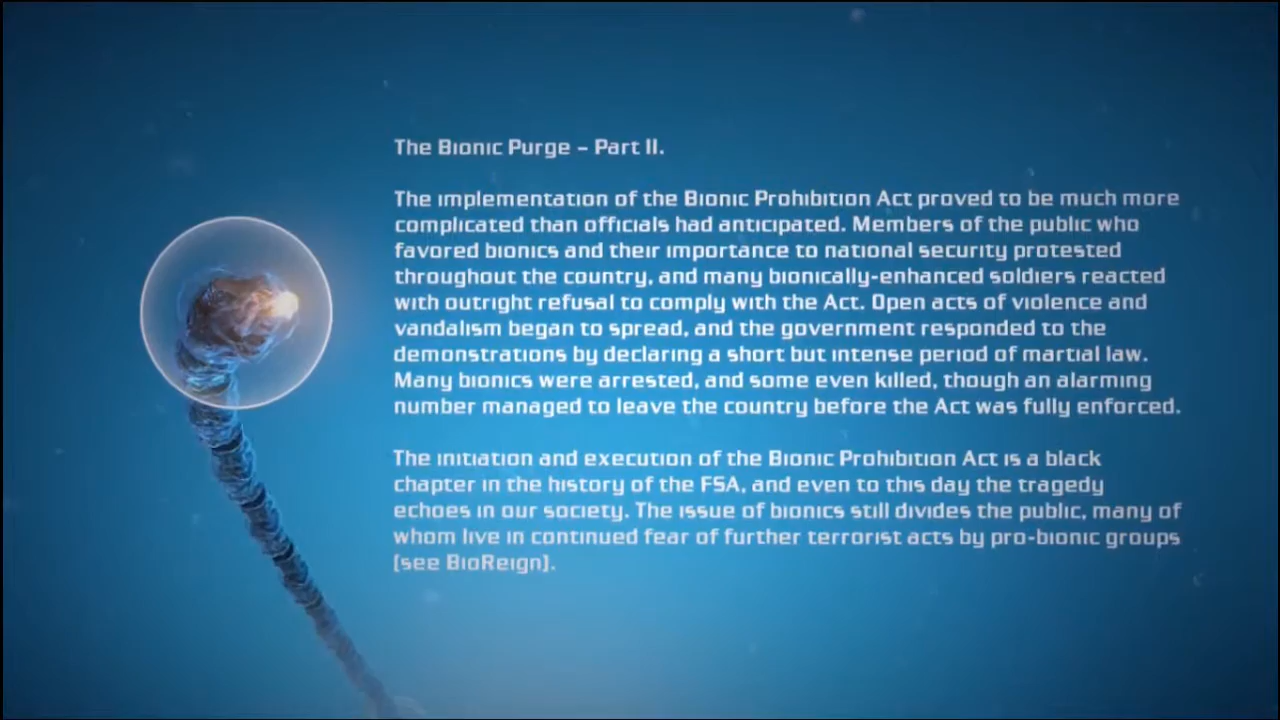 The Bionic Purge – Part II.
The implementation of the Bionic Prohibition Act proved to be much more
complicated than officials had anticipated. Members of the public who
favored bionics and their importance to national security protested
throughout the country, and many bionically-enhanced soldiers reacted
with outright refusal to comply with the Act. Open acts of violence and
vandalism began to spread, and the government responded to the
demonstrations by declaring a short but intense period of martial law.
Many bionics were arrested, and some even killed, though an alarming
number managed to leave the country before the Act was fully enforced.
The initiation and execution of the Bionic Prohibition Act is a black
chapter in the history of the FSA, and even to this day the tragedy
echoes in our society. The issue of bionics still divides the public, many of
whom live in continued fear of further terrorist acts by pro-bionic groups
(see BioReign).